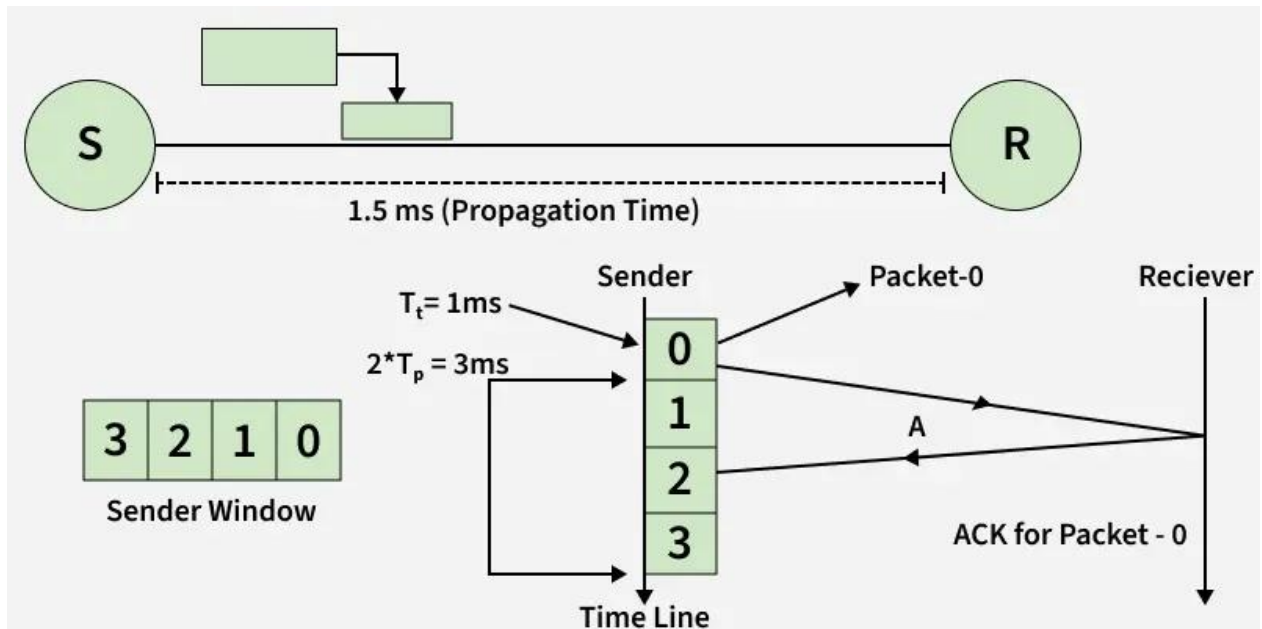 S
R
1.5 ms (Propagation Time)
Sender
Packet-0
Reciever
Tt= 1ms
2*Tp = 3ms
0
1
2
3
A
3 2 1 0
Sender Window
ACK for Packet - 0
Time Line